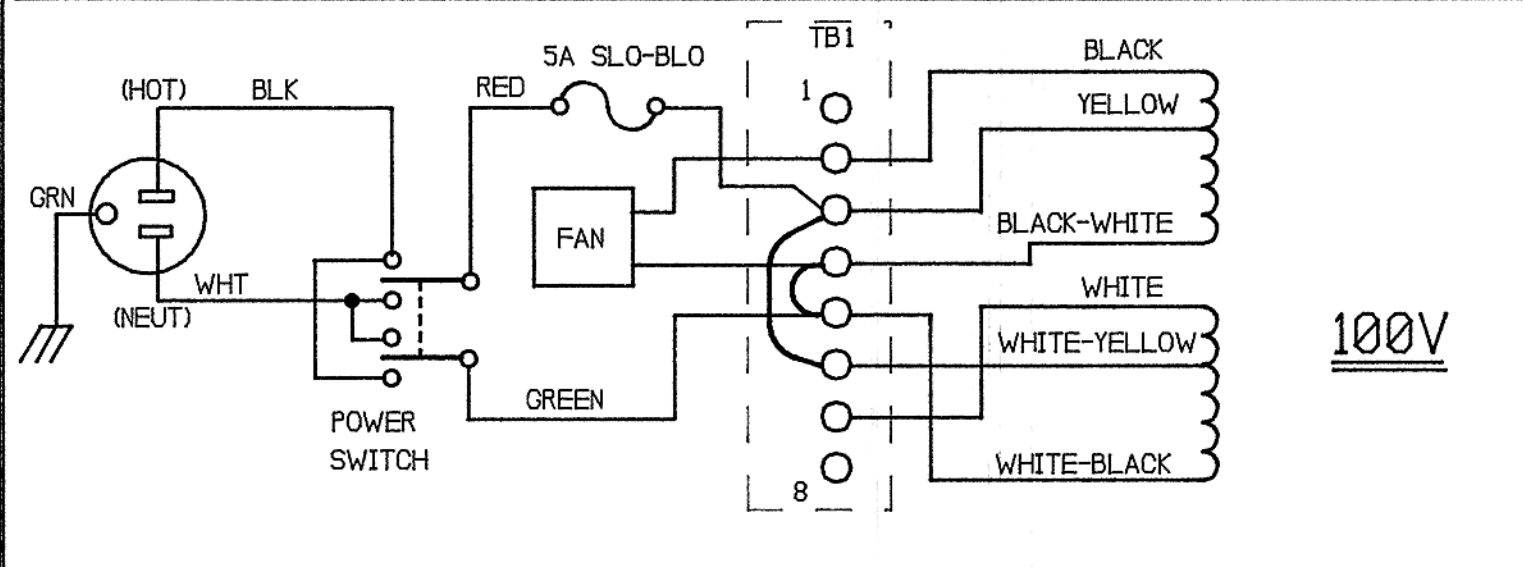 TB1
5A SLO-BLO
BLACK
(HOT)
BLK
RED
1
YELLOW
GRN
FAN
BLACK-WHITE
WHT
WHITE
(NEUT)
100V
WHITE-YELLOW
GREEN
POWER
SWITCH
WHITE-BLACK
8